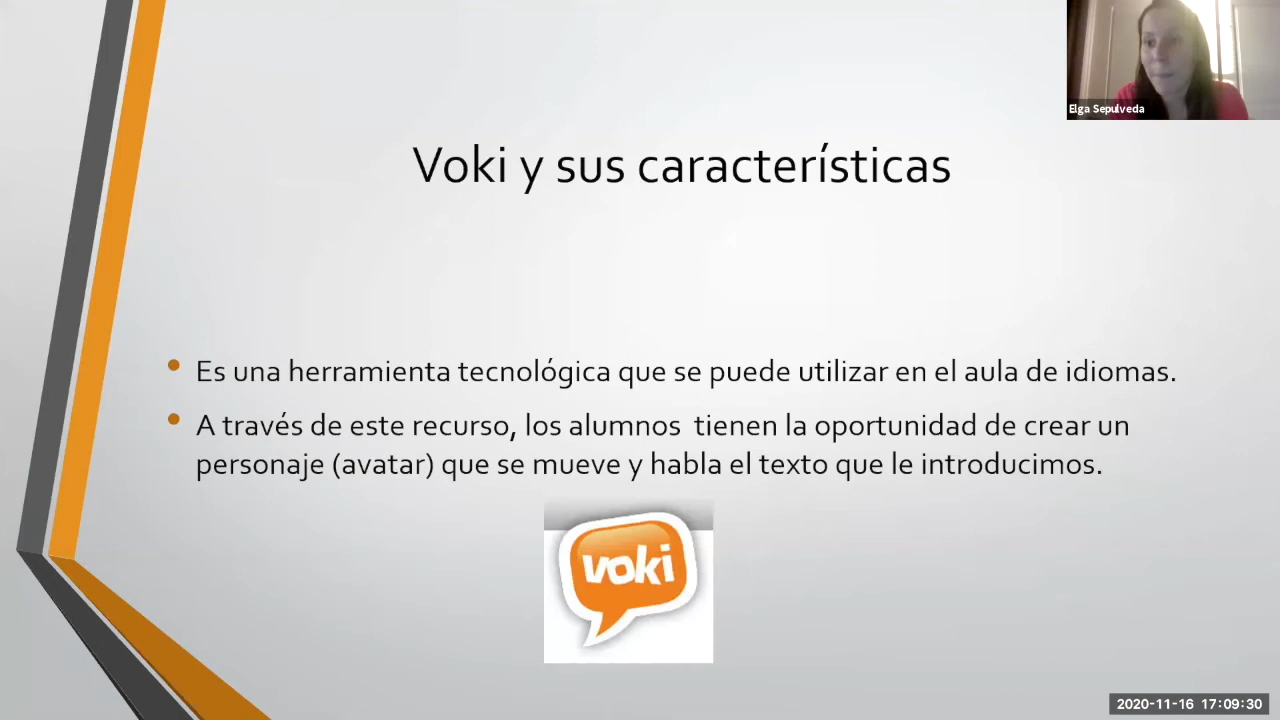 Elga Sepulveda
Voki y sus características
Es una herramienta tecnológica que se puede utilizar en el aula de idiomas.
A través de este recurso, los alumnos tienen la oportunidad de crear un
personaje (avatar) que se mueve y habla el texto que le introducimos.
voki
2020-11-16 17:09:30